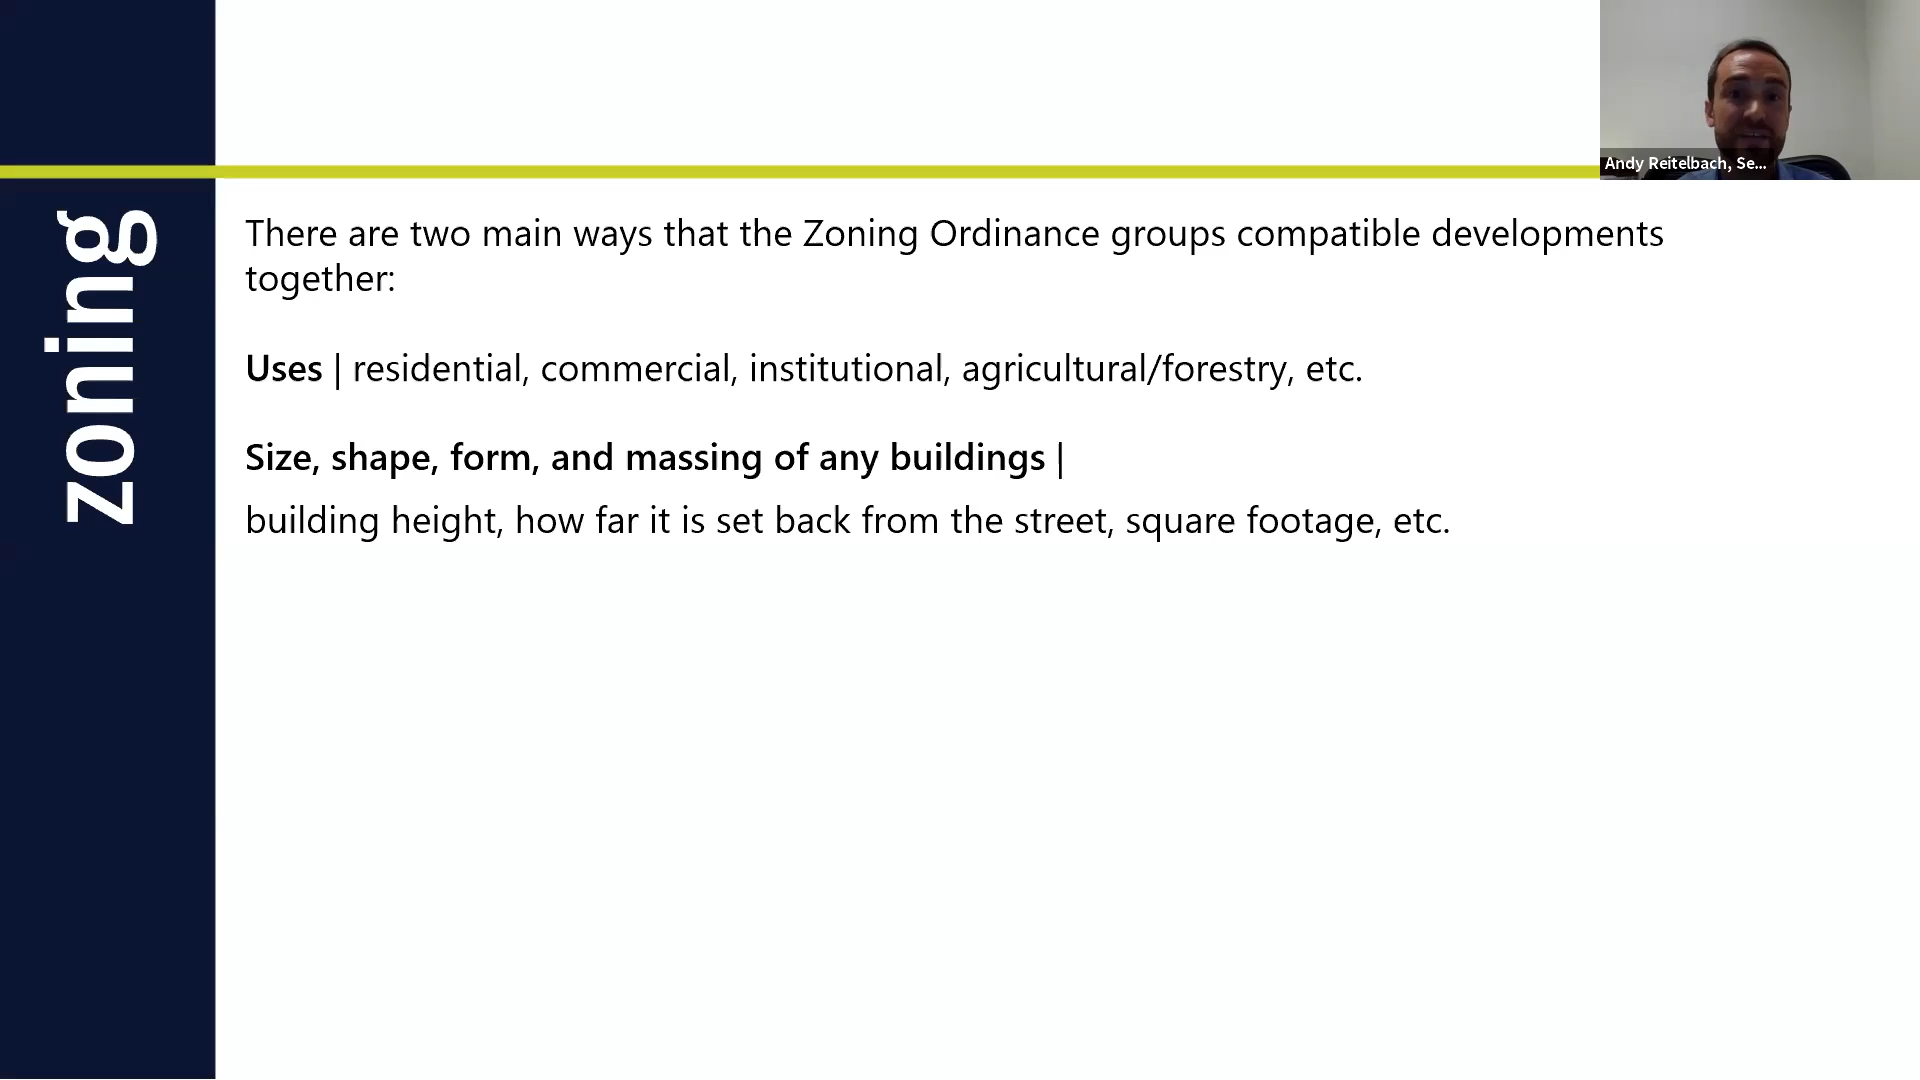 Andy Reitelbach, Se...
zoning
There are two main ways that the Zoning Ordinance groups compatible developments
together:
Uses | residential, commercial, institutional, agricultural/forestry, etc.
Size, shape, form, and massing of any buildings |
building height, how far it is set back from the street, square footage, etc.